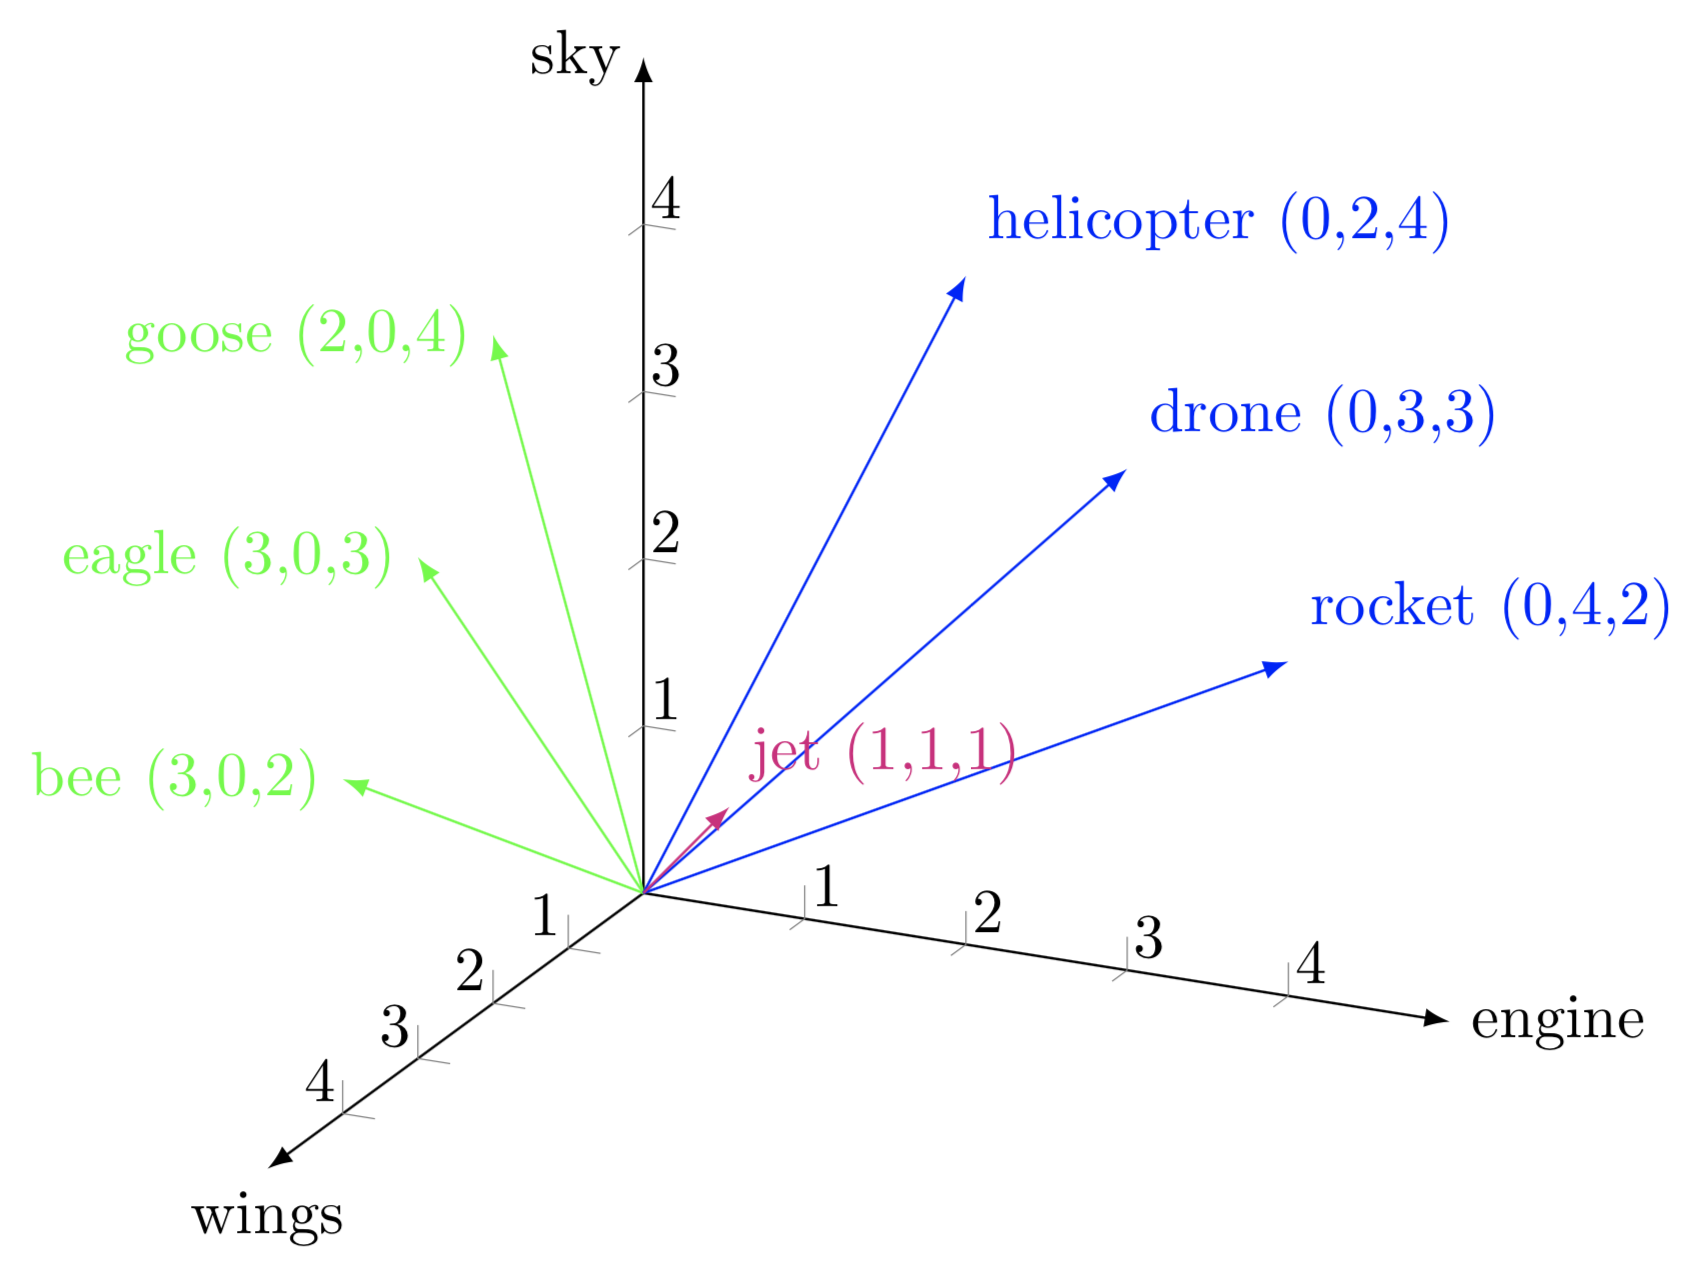 sky
4
helicopter (0,2,4)
goose (2,0,4)
3
drone (0,3,3)
2
eagle (3,0,3)
rocket (0,4,2)
1
jet (1,1,1)
bee (3,0,2)
1
1
2
2
3
3
4
engine
4
wings